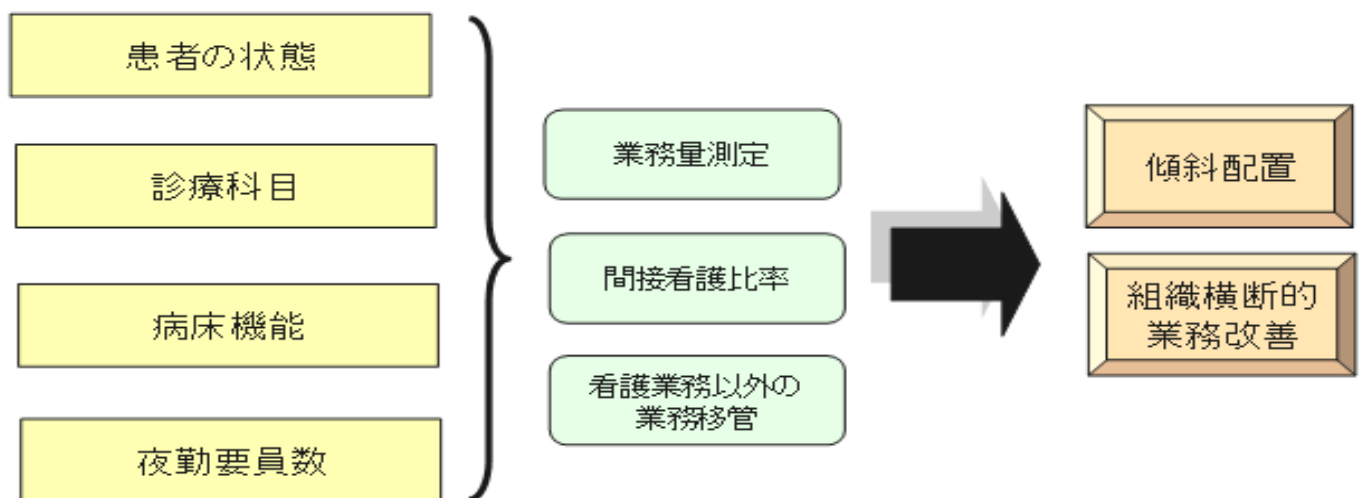 患者の状態
診療科目
病床機能
夜勤要員数
業務量測定
間接看護比率
看護業務以外の
業務移管
傾斜配置
組織横断的
業務改善